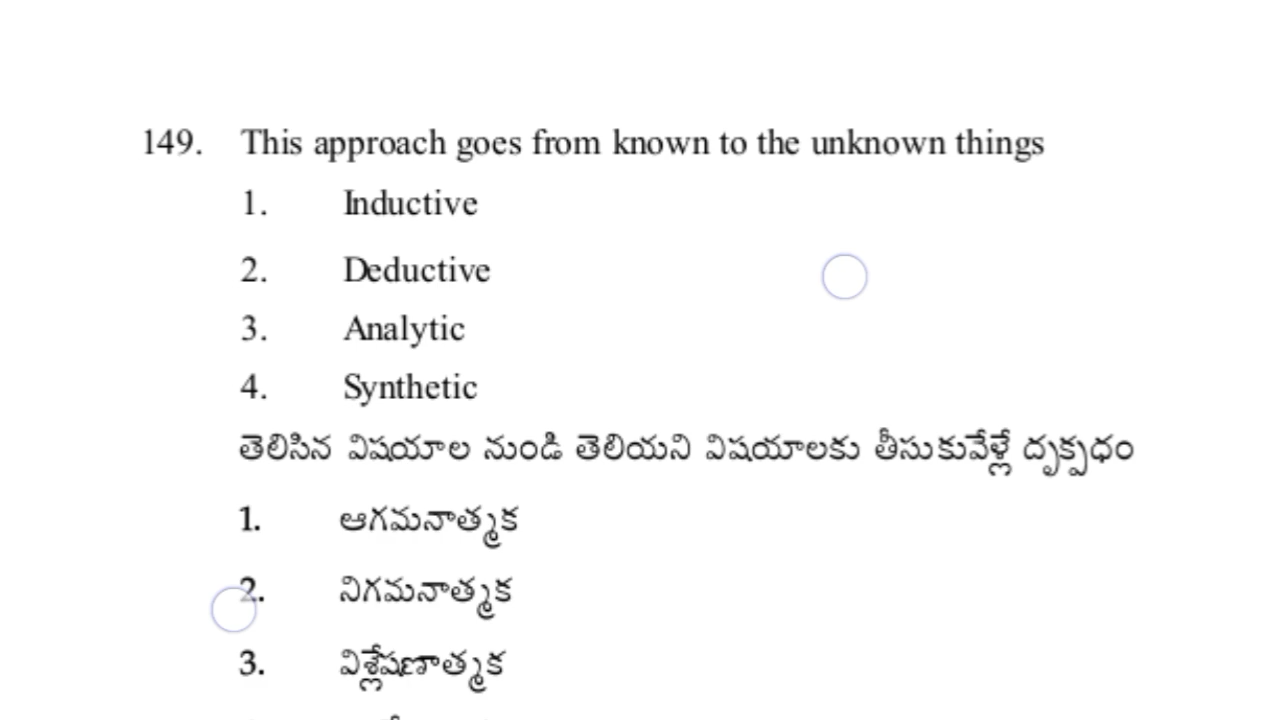 149. This approach goes from known to the unknown things
1. Inductive
2. Deductive
3. Analytic
4. Synthetic
తెలిసిన విషయాల నుండి తెలియని విషయాలకు తీసుకువేళ్లే దృక్పధం
1. ఆగమనాత్మక
2. నిగమనాత్మక
3. విశ్లేషణాత్మక